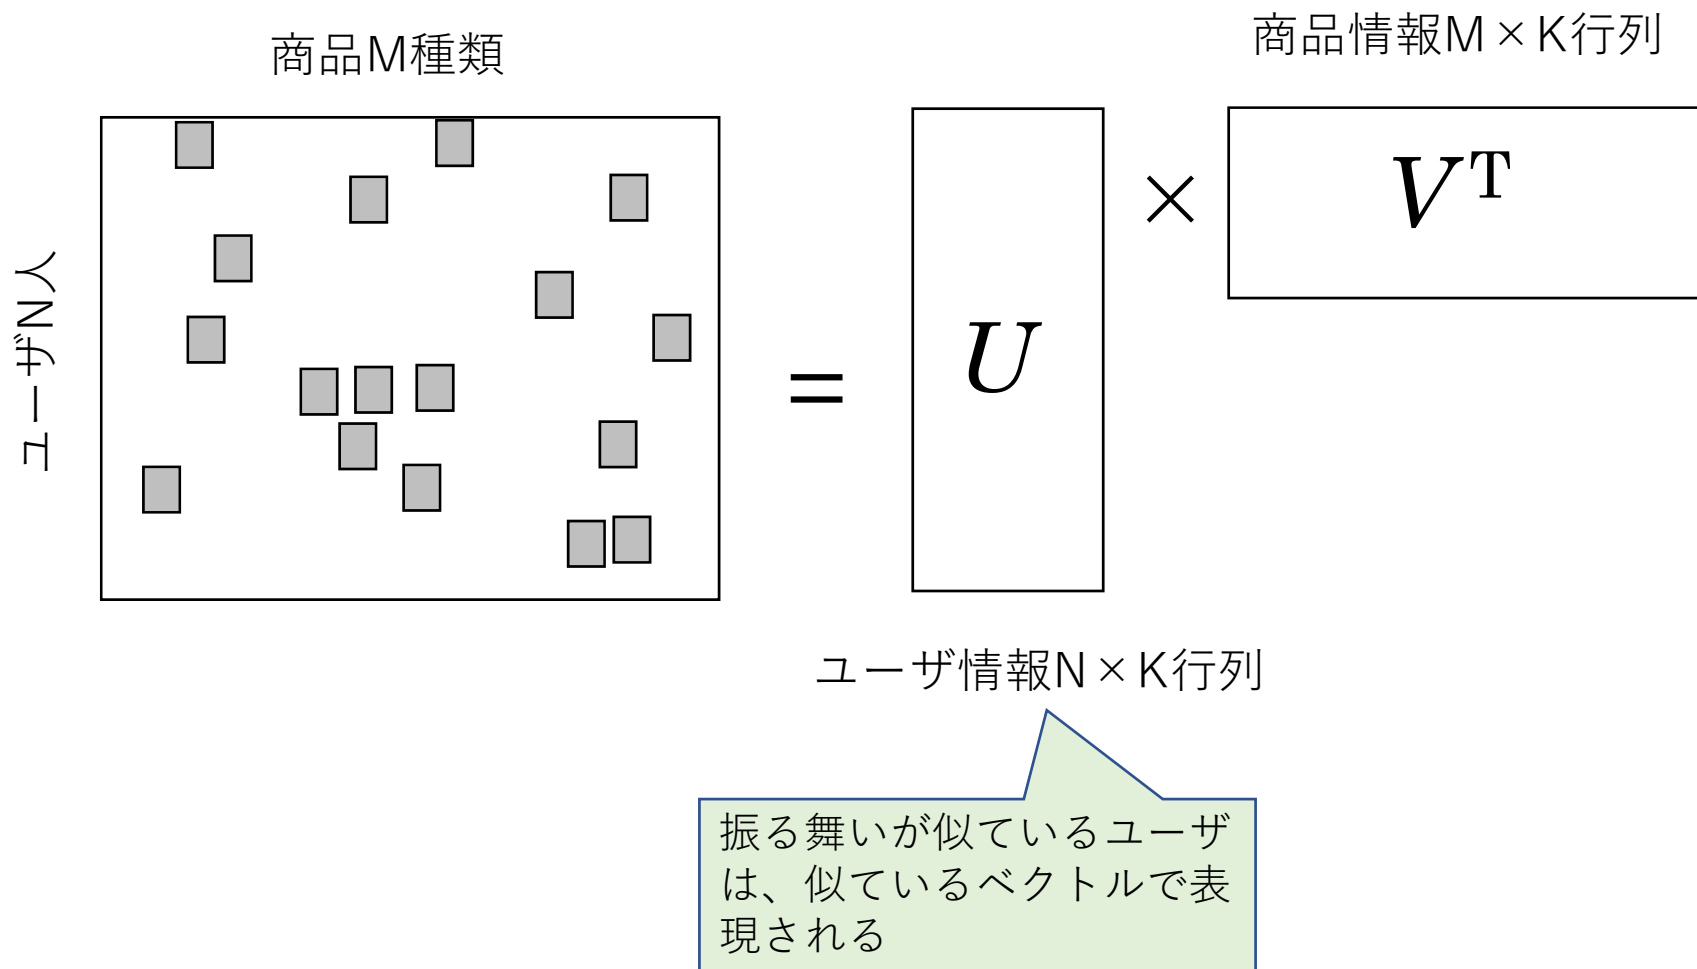 商品M種類
商品情報M×K行列
ユーザN人
=
U
×
Vᵀ
ユーザ情報N×K行列
振る舞いが似ているユーザ
は、似ているベクトルで表
現される